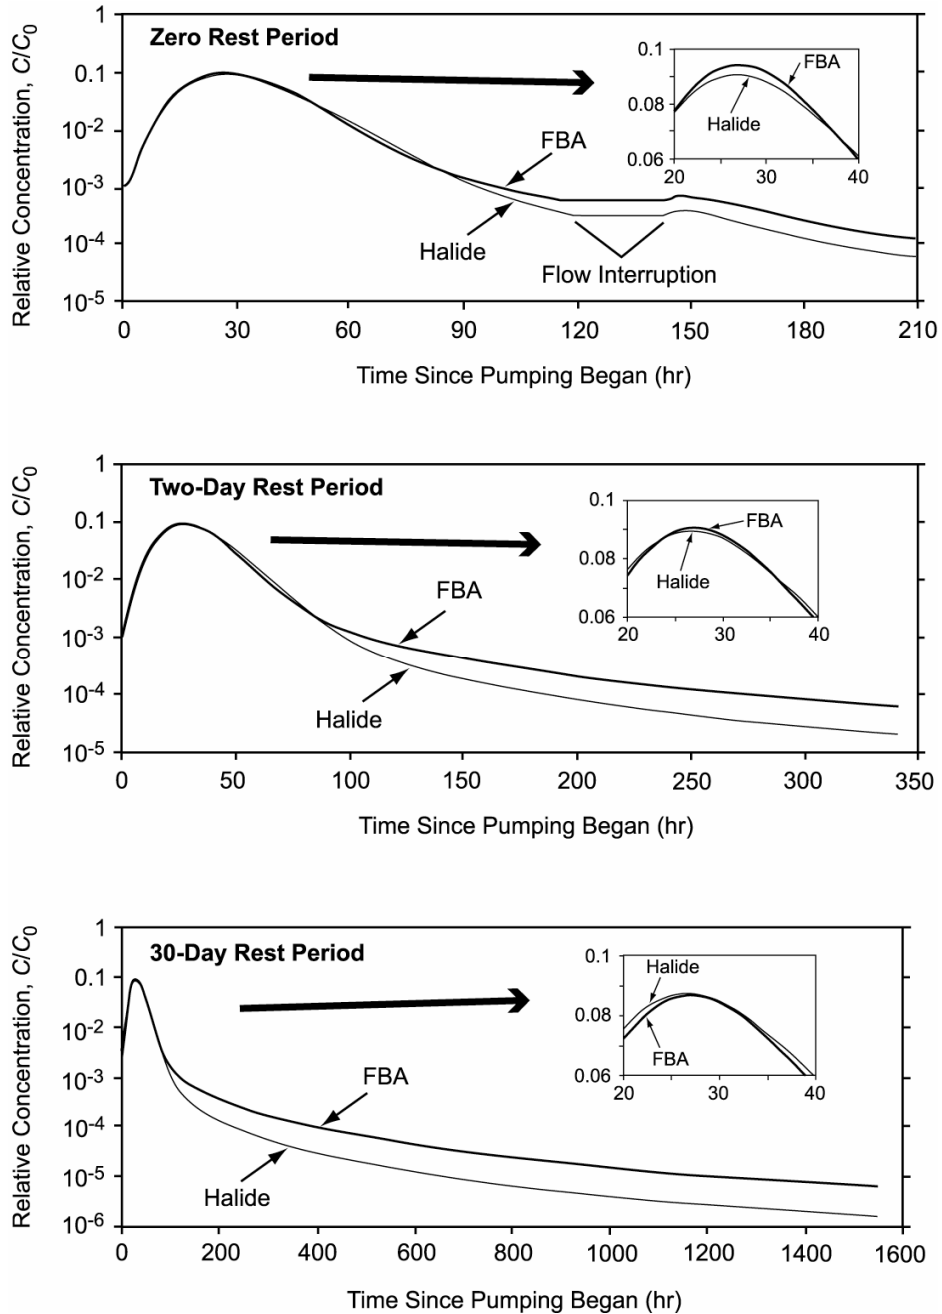 Zero Rest Period
Relative Concentration, C/C0
1
0.1
10-2
10-3
10-4
10-5
0 30 60 90 120 150 180 210
Time Since Pumping Began (hr)
FBA
Halide
Flow Interruption
0.1
0.08
0.06
20 30 40
FBA
Halide
Two-Day Rest Period
Relative Concentration, C/C0
1
0.1
10-2
10-3
10-4
10-5
0 50 100 150 200 250 300 350
Time Since Pumping Began (hr)
FBA
Halide
0.1
0.08
0.06
20 30 40
FBA
Halide
30-Day Rest Period
Relative Concentration, C/C0
1
0.1
10-2
10-3
10-4
10-5
10-6
0 200 400 600 800 1000 1200 1400 1600
Time Since Pumping Began (hr)
FBA
Halide
0.1
0.08
0.06
20 30 40
Halide
FBA